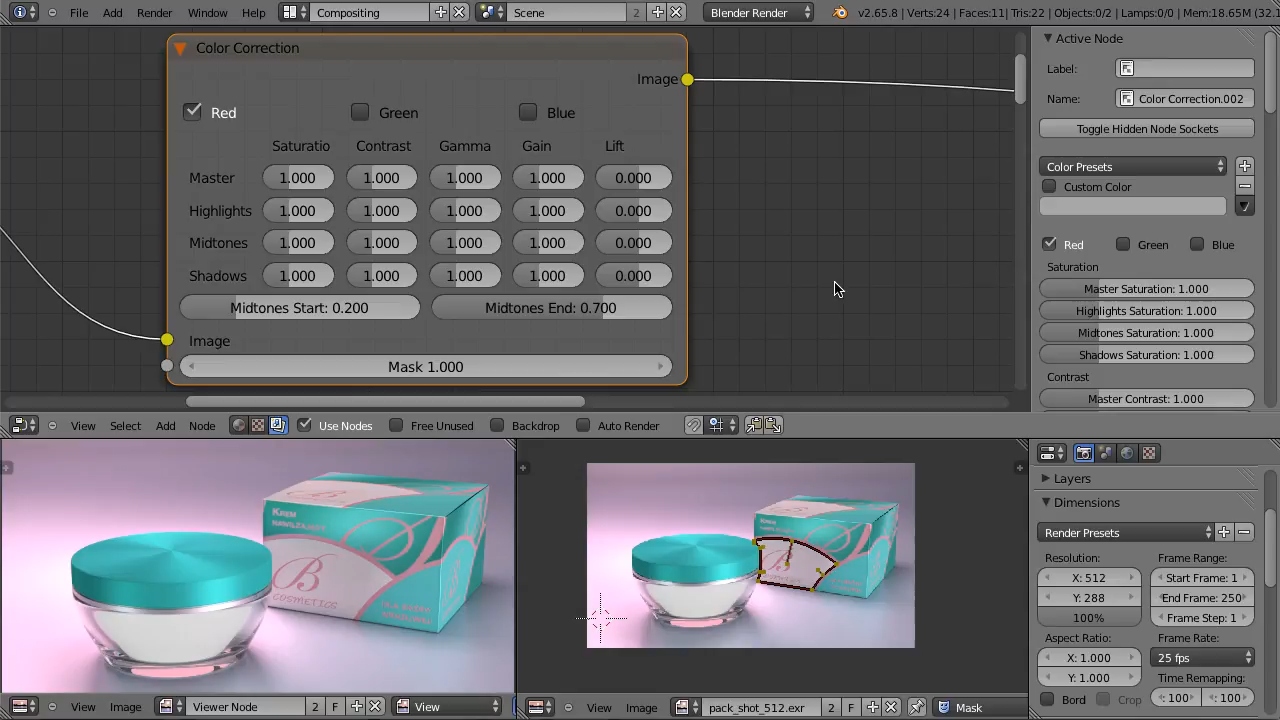 File Add Render Window Help Compositing Scene 2 Blender Render v2.65.8 | Verts:24 | Faces:11 | Tris:22 | Objects:0/2 | Lamps:0/0 | Mem:18.65M (32.1
Color Correction
Image
Red Green Blue
Saturatio Contrast Gamma Gain Lift
Master 1.000 1.000 1.000 1.000 0.000
Highlights 1.000 1.000 1.000 1.000 0.000
Midtones 1.000 1.000 1.000 1.000 0.000
Shadows 1.000 1.000 1.000 1.000 0.000
Midtones Start: 0.200 Midtones End: 0.700
Image
Mask 1.000
Active Node
Label:
Name: Color Correction.002
Toggle Hidden Node Sockets
Color Presets
Custom Color
Red Green Blue
Saturation
Master Saturation: 1.000
Highlights Saturation: 1.000
Midtones Saturation: 1.000
Shadows Saturation: 1.000
Contrast
Master Contrast: 1.000
View Select Add Node Use Nodes Free Unused Backdrop Auto Render
B
KREM
NAWILŻAJĄCY
B
COSMETICS
B
COSMETICS
Layers
Dimensions
Render Presets
Resolution: Frame Range:
X: 512 Start Frame: 1
Y: 288 End Frame: 250
100% Frame Step: 1
Aspect Ratio: Frame Rate:
X: 1.000 25 fps
Y: 1.000 Time Remapping:
Bord Crop : 100 : 100
View Image Viewer Node 2 F View
View Image pack_shot_512.exr 2 F Mask